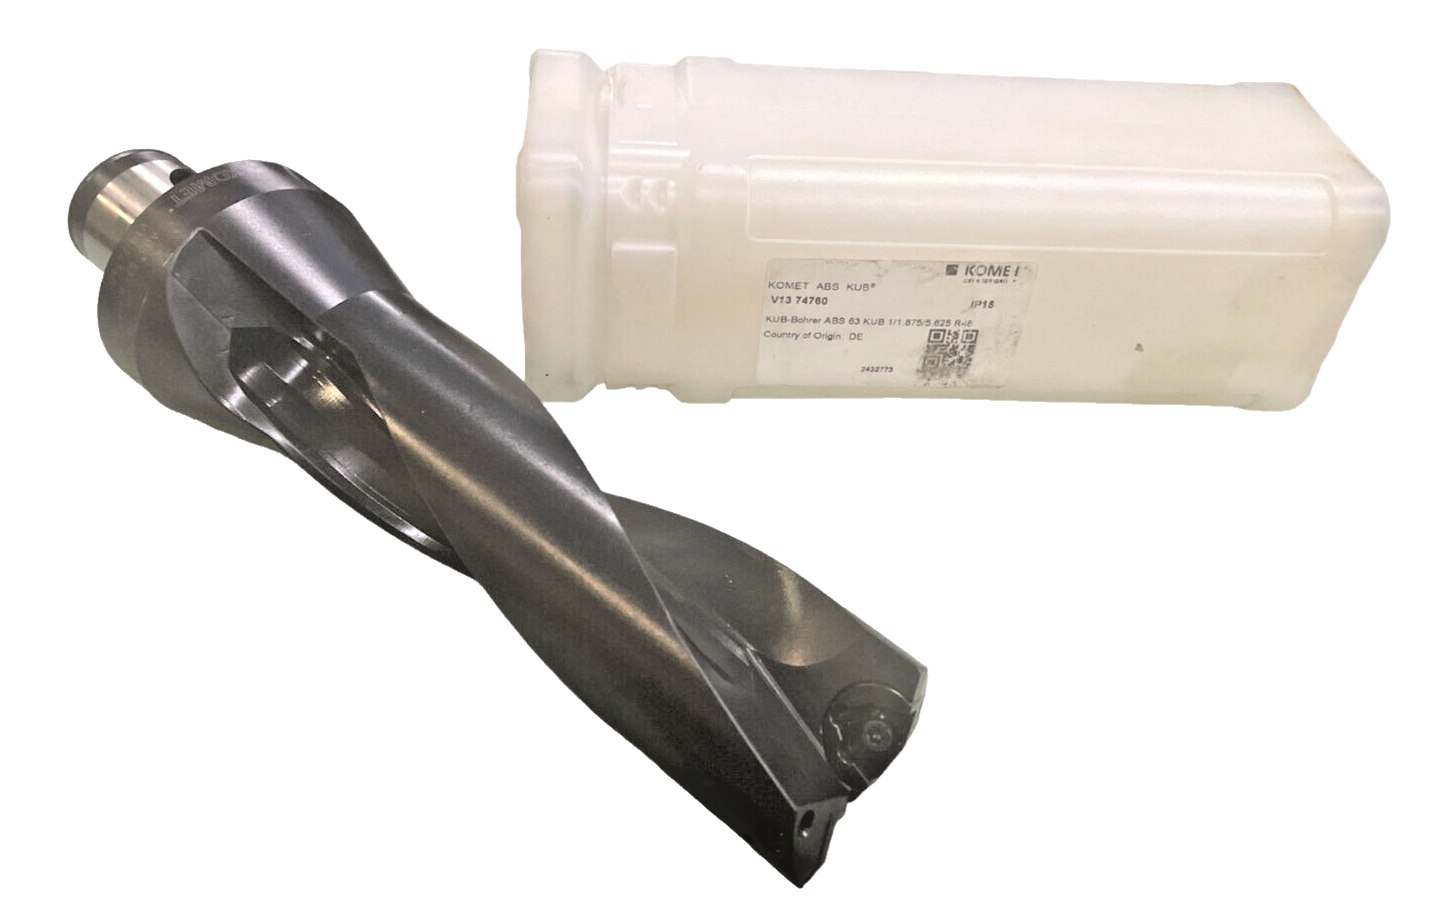 KOMET
KOMET
KOMET ABS KUB®
V13 74760
IP15
KUB-Bohrer ABS 63 KUB 1/1.875/5.625 R-I6
Country of Origin: DE
2432773